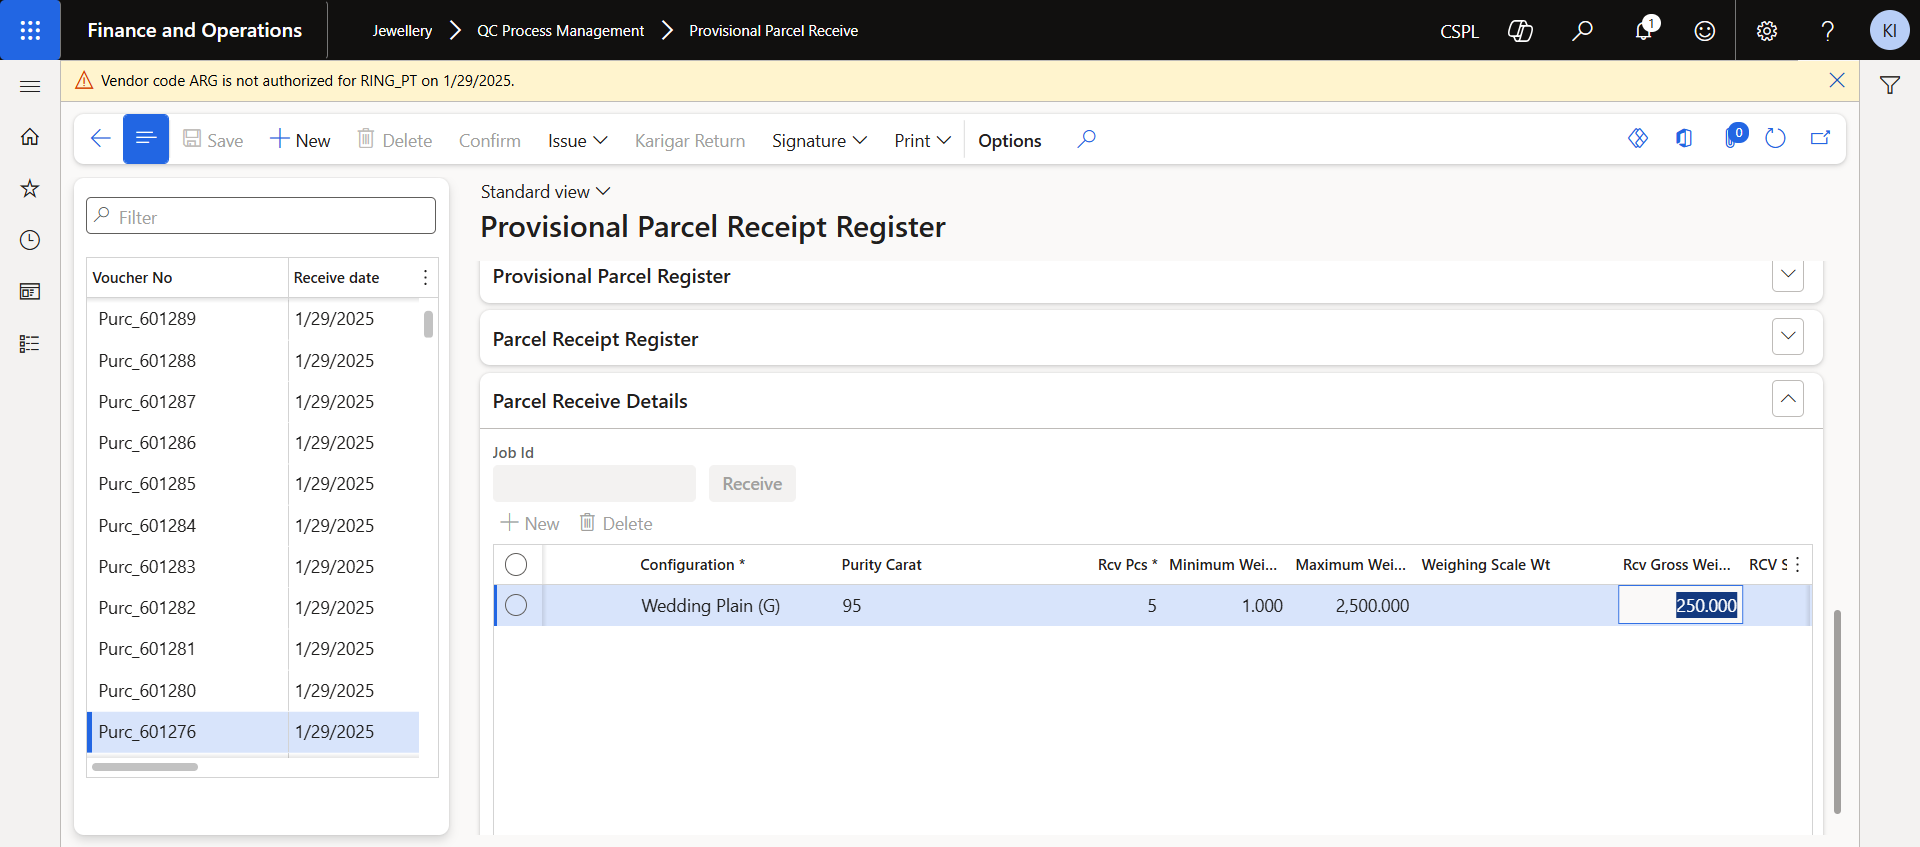 Finance and Operations
Jewellery
QC Process Management
Provisional Parcel Receive
CSPL
1
?
KI
Vendor code ARG is not authorized for RING_PT on 1/29/2025.
Save
New
Delete
Confirm
Issue
Karigar Return
Signature
Print
Options
0
Filter
Voucher No
Receive date
Purc_601289
1/29/2025
Purc_601288
1/29/2025
Purc_601287
1/29/2025
Purc_601286
1/29/2025
Purc_601285
1/29/2025
Purc_601284
1/29/2025
Purc_601283
1/29/2025
Purc_601282
1/29/2025
Purc_601281
1/29/2025
Purc_601280
1/29/2025
Purc_601276
1/29/2025
Standard view
Provisional Parcel Receipt Register
Provisional Parcel Register
Parcel Receipt Register
Parcel Receive Details
Job Id
Receive
New
Delete
Configuration *
Purity Carat
Rcv Pcs *
Minimum Wei...
Maximum Wei...
Weighing Scale Wt
Rcv Gross Wei...
RCV S
Wedding Plain (G)
95
5
1.000
2,500.000
250.000